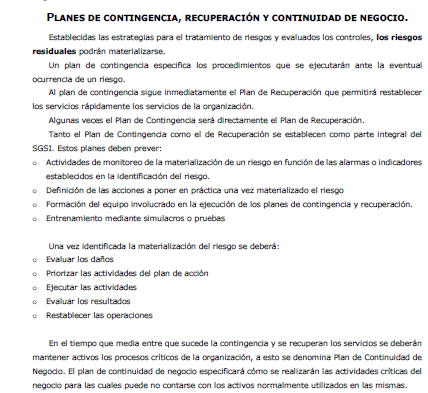 PLANES DE CONTINGENCIA, RECUPERACIÓN Y CONTINUIDAD DE NEGOCIO.
Establecidas las estrategias para el tratamiento de riesgos y evaluados los controles, los riesgos
residuales podrán materializarse.
Un plan de contingencia especifica los procedimientos que se ejecutarán ante la eventual
ocurrencia de un riesgo.
Al plan de contingencia sigue inmediatamente el Plan de Recuperación que permitirá restablecer
los servicios rápidamente los servicios de la organización.
Algunas veces el Plan de Contingencia será directamente el Plan de Recuperación.
Tanto el Plan de Contingencia como el de Recuperación se establecen como parte integral del
SGSI. Estos planes deben prever:
o Actividades de monitoreo de la materialización de un riesgo en función de las alarmas o indicadores
establecidos en la identificación del riesgo.
o Definición de las acciones a poner en práctica una vez materializado el riesgo
o Formación del equipo involucrado en la ejecución de los planes de contingencia y recuperación.
o Entrenamiento mediante simulacros o pruebas
Una vez identificada la materialización del riesgo se deberá:
o Evaluar los daños
o Priorizar las actividades del plan de acción
o Ejecutar las actividades
o Evaluar los resultados
o Restablecer las operaciones
En el tiempo que media entre que sucede la contingencia y se recuperan los servicios se deberán
mantener activos los procesos críticos de la organización, a esto se denomina Plan de Continuidad de
Negocio. El plan de continuidad de negocio especificará cómo se realizarán las actividades críticas del
negocio para las cuales puede no contarse con los activos normalmente utilizados en las mismas.